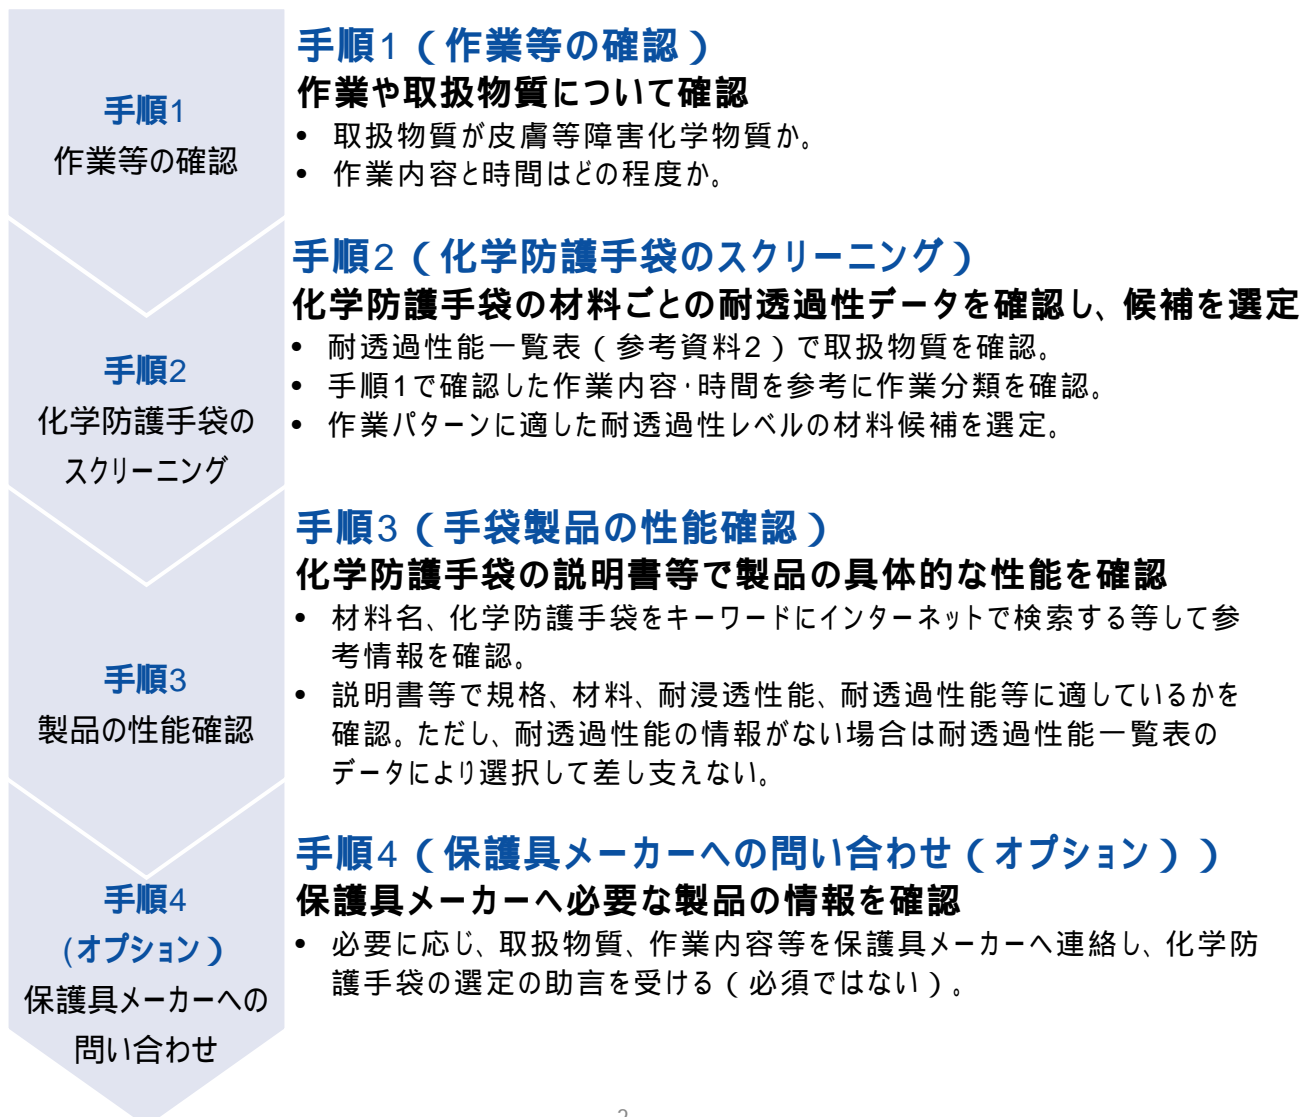 手順1
作業等の確認
手順1(作業等の確認)
作業や取扱物質について確認
• 取扱物質が皮膚等障害化学物質か。
• 作業内容と時間はどの程度か。
手順2
化学防護手袋の
スクリーニング
手順2(化学防護手袋のスクリーニング)
化学防護手袋の材料ごとの耐透過性データを確認し、候補を選定
• 耐透過性能一覧表(参考資料2)で取扱物質を確認。
• 手順1で確認した作業内容・時間を参考に作業分類を確認。
• 作業パターンに適した耐透過性レベルの材料候補を選定。
手順3
製品の性能確認
手順3(手袋製品の性能確認)
化学防護手袋の説明書等で製品の具体的な性能を確認
• 材料名、化学防護手袋をキーワードにインターネットで検索する等して参
考情報を確認。
• 説明書等で規格、材料、耐浸透性能、耐透過性能等に適しているかを
確認。ただし、耐透過性能の情報がない場合は耐透過性能一覧表の
データにより選択して差し支えない。
手順4
(オプション)
保護具メーカーへの
問い合わせ
手順4(保護具メーカーへの問い合わせ(オプション))
保護具メーカーへ必要な製品の情報を確認
• 必要に応じ、取扱物質、作業内容等を保護具メーカーへ連絡し、化学防
護手袋の選定の助言を受ける(必須ではない)。
2